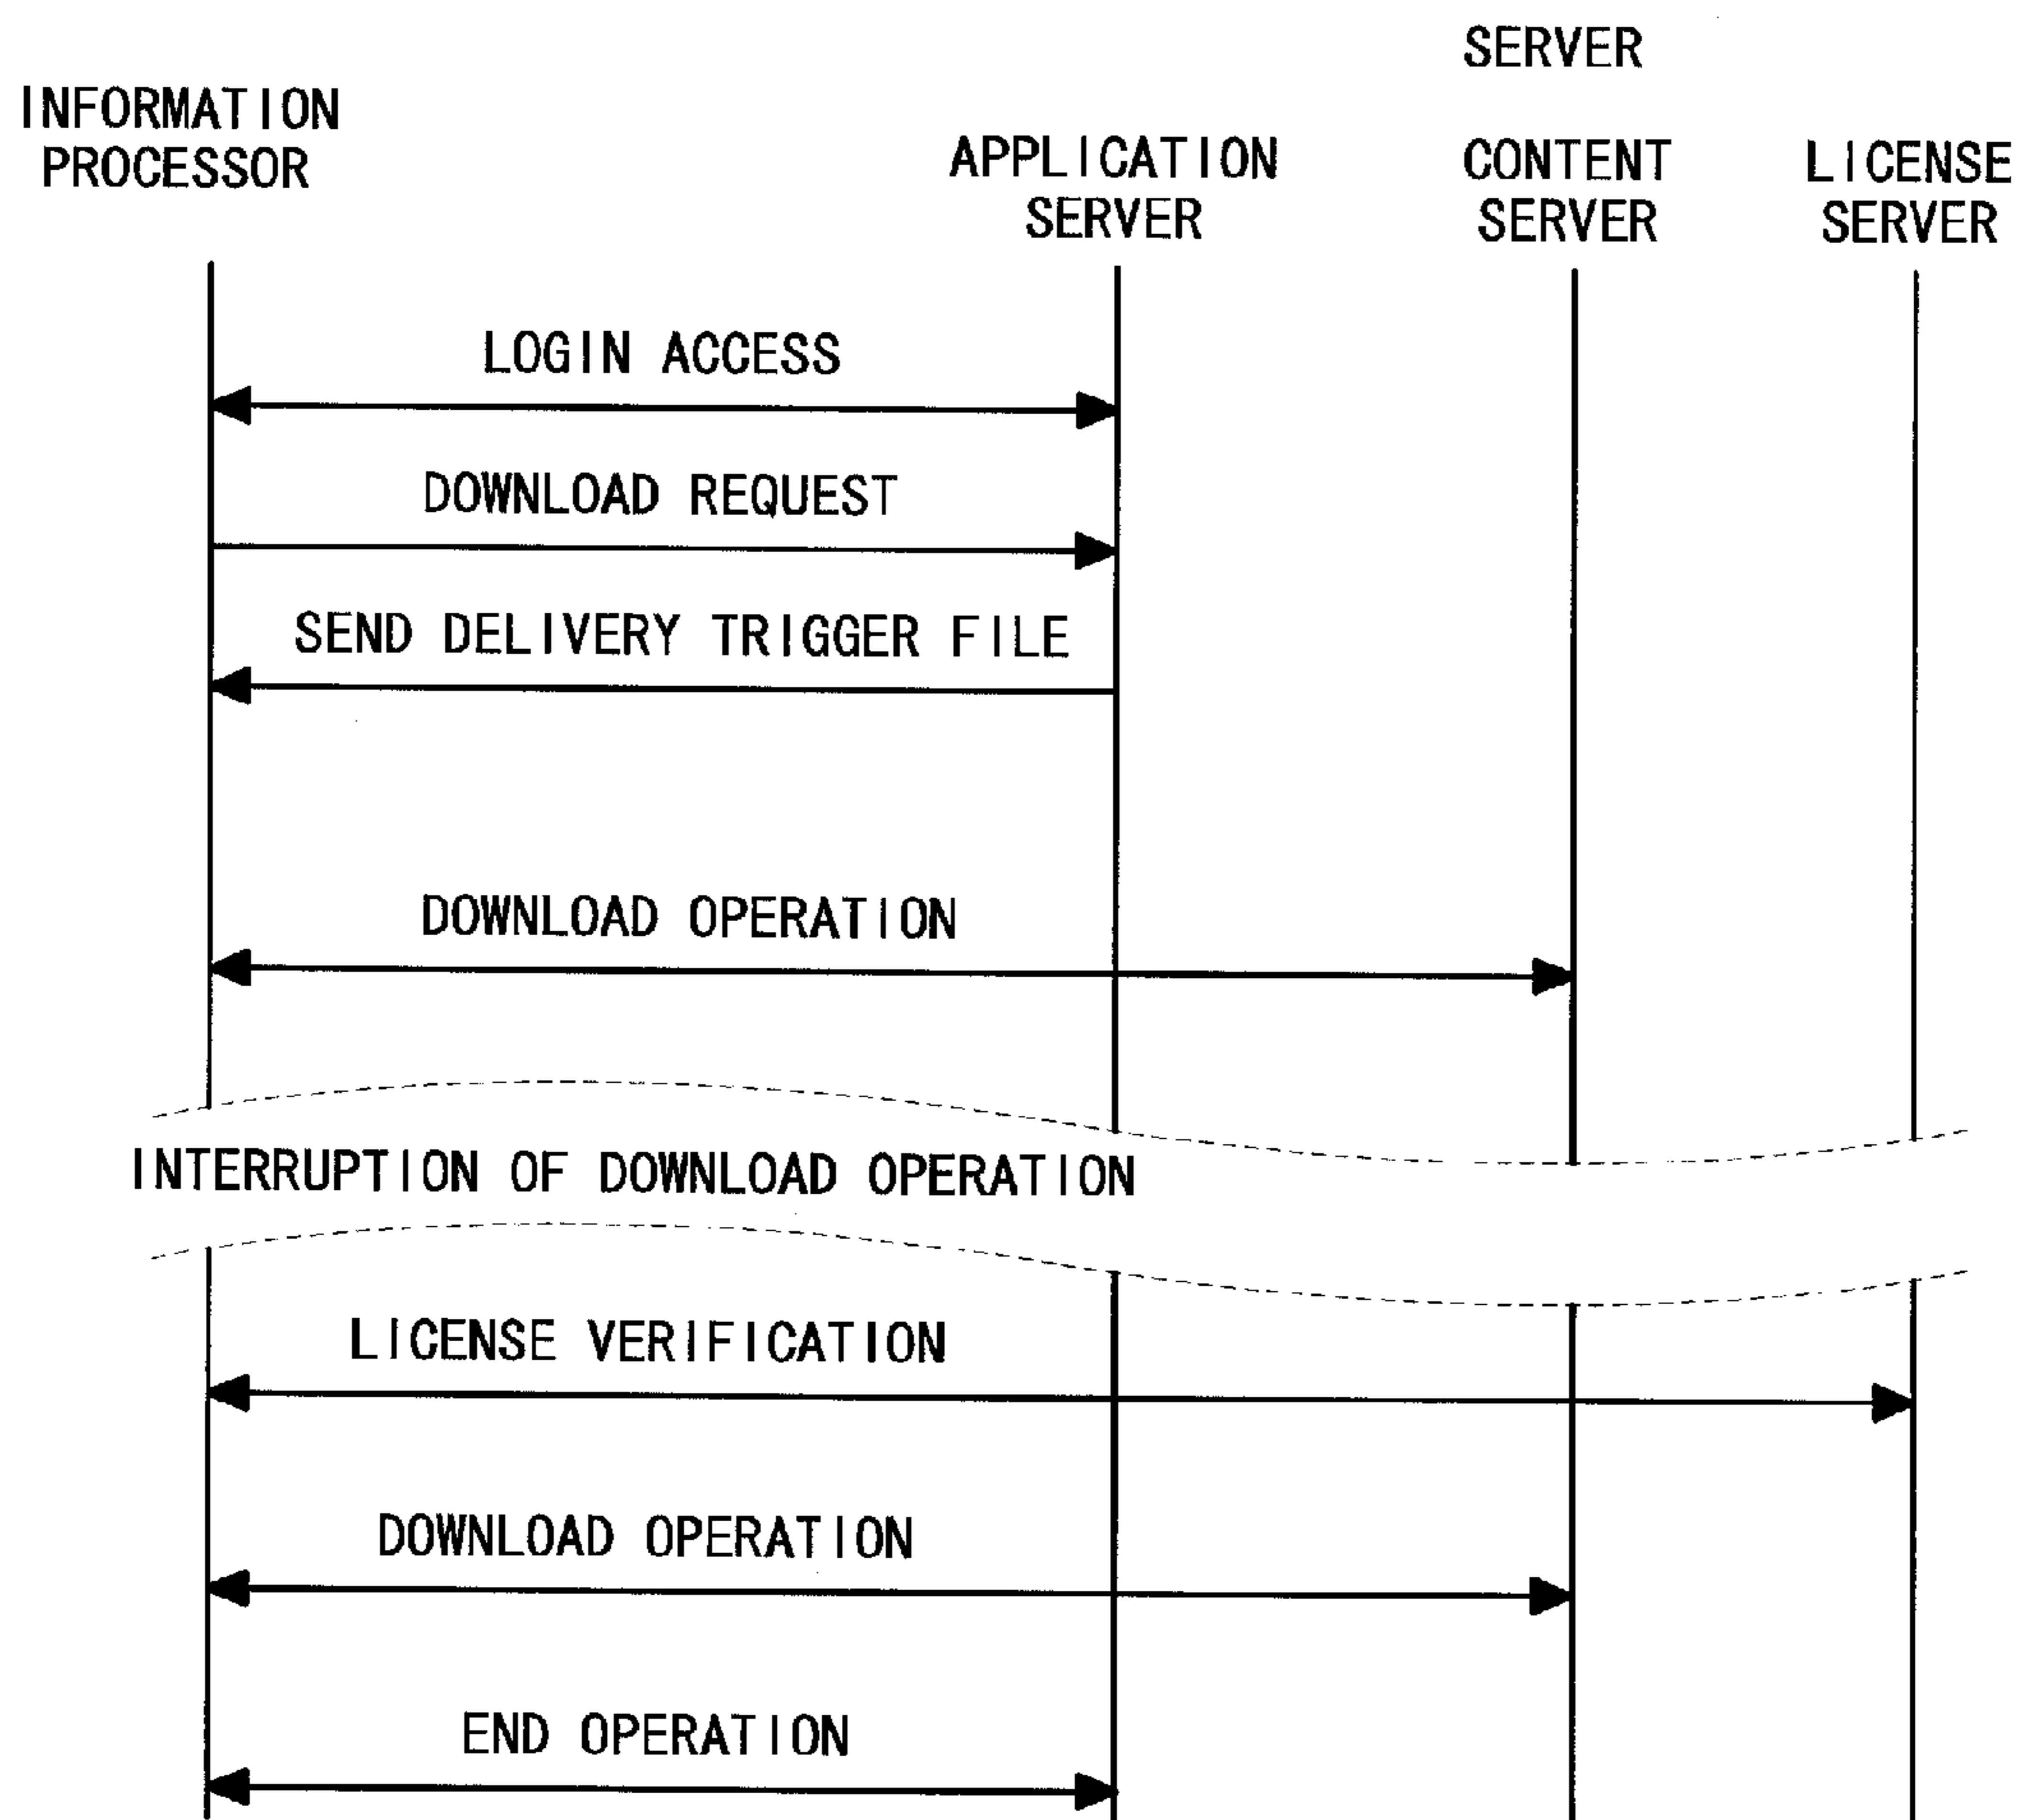 SERVER
INFORMATION
PROCESSOR
APPLICATION
SERVER
CONTENT
SERVER
LICENSE
SERVER
LOGIN ACCESS
DOWNLOAD REQUEST
SEND DELIVERY TRIGGER FILE
DOWNLOAD OPERATION
INTERRUPTION OF DOWNLOAD OPERATION
LICENSE VERIFICATION
DOWNLOAD OPERATION
END OPERATION